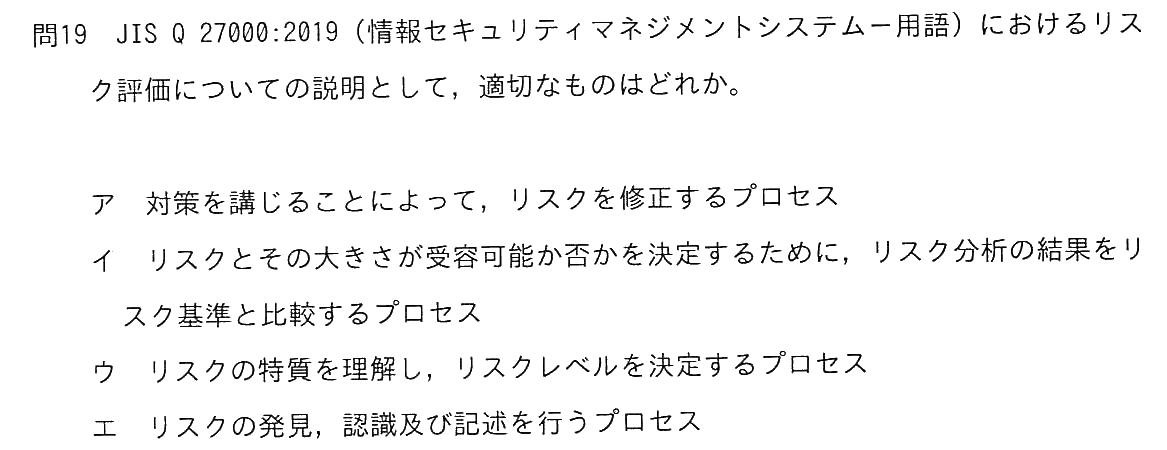 問19 JIS Q 27000:2019（情報セキュリティマネジメントシステム－用語）におけるリス
ク評価についての説明として，適切なものはどれか。
ア 対策を講じることによって，リスクを修正するプロセス
イ リスクとその大きさが受容可能か否かを決定するために，リスク分析の結果をリ
スク基準と比較するプロセス
ウ リスクの特質を理解し，リスクレベルを決定するプロセス
エ リスクの発見，認識及び記述を行うプロセス